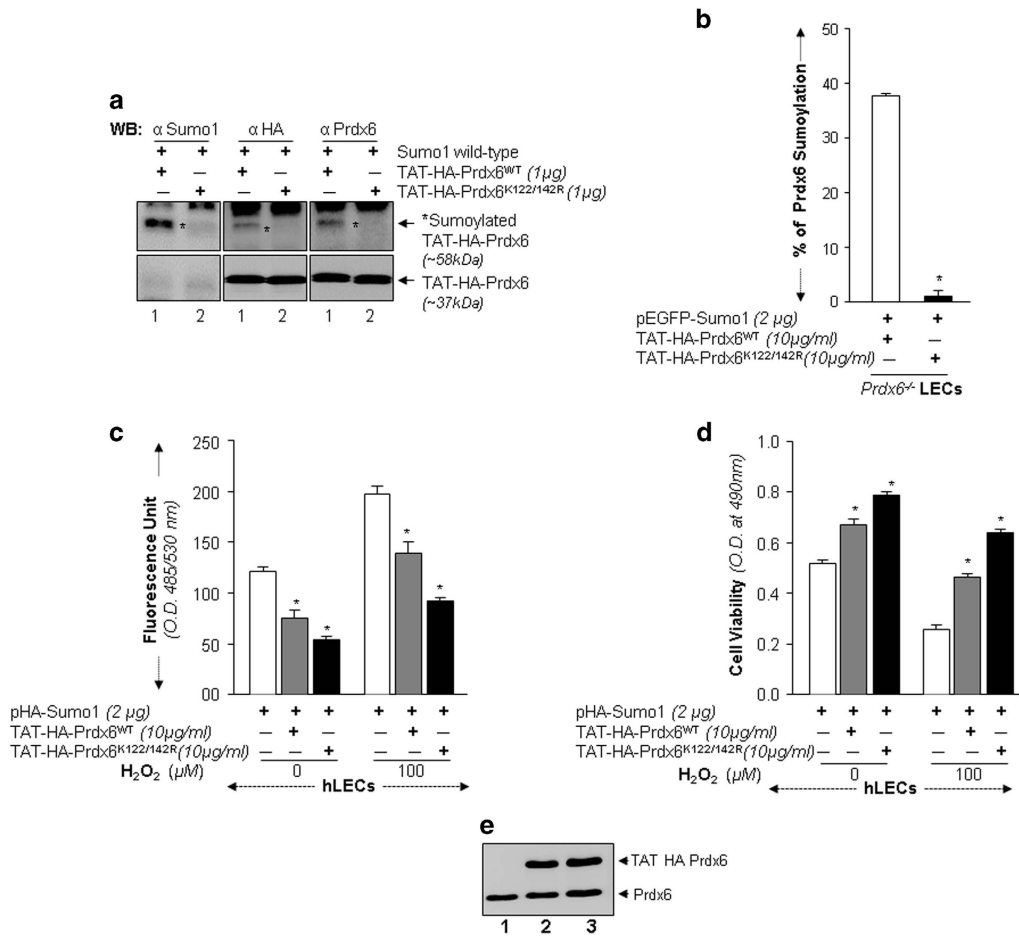 a
WB: α Sumo1 α HA α Prdx6
+ + + + + + Sumo1 wild-type
+ — + — + — TAT-HA-Prdx6WT (1µg)
— + — + — + TAT-HA-Prdx6K122/142R (1µg)
* * *
*Sumoylated
TAT-HA-Prdx6
(~58kDa)
TAT-HA-Prdx6
(~37kDa)
1 2 1 2 1 2
b
% of Prdx6 Sumoylation
50
40
30
20
10
0
*
pEGFP-Sumo1 (2 µg) + +
TAT-HA-Prdx6WT (10µg/ml) + —
TAT-HA-Prdx6K122/142R(10µg/ml) — +
Prdx6-/- LECs
c
Fluorescence Unit
(O.D. 485/530 nm)
250
200
150
100
50
00
* * * *
pHA-Sumo1 (2 µg) + + + + + +
TAT-HA-Prdx6WT (10µg/ml) — + — — + —
TAT-HA-Prdx6K122/142R(10µg/ml) — — + — — +
H2O2 (µM) 0 100
hLECs
d
Cell Viability (O.D. at 490nm)
1.0
0.8
0.6
0.4
0.2
0.0
* * * *
pHA-Sumo1 (2 µg) + + + + + +
TAT-HA-Prdx6WT (10µg/ml) — + — — + —
TAT-HA-Prdx6K122/142R(10µg/ml) — — + — — +
H2O2 (µM) 0 100
hLECs
e
TAT HA Prdx6
Prdx6
1 2 3